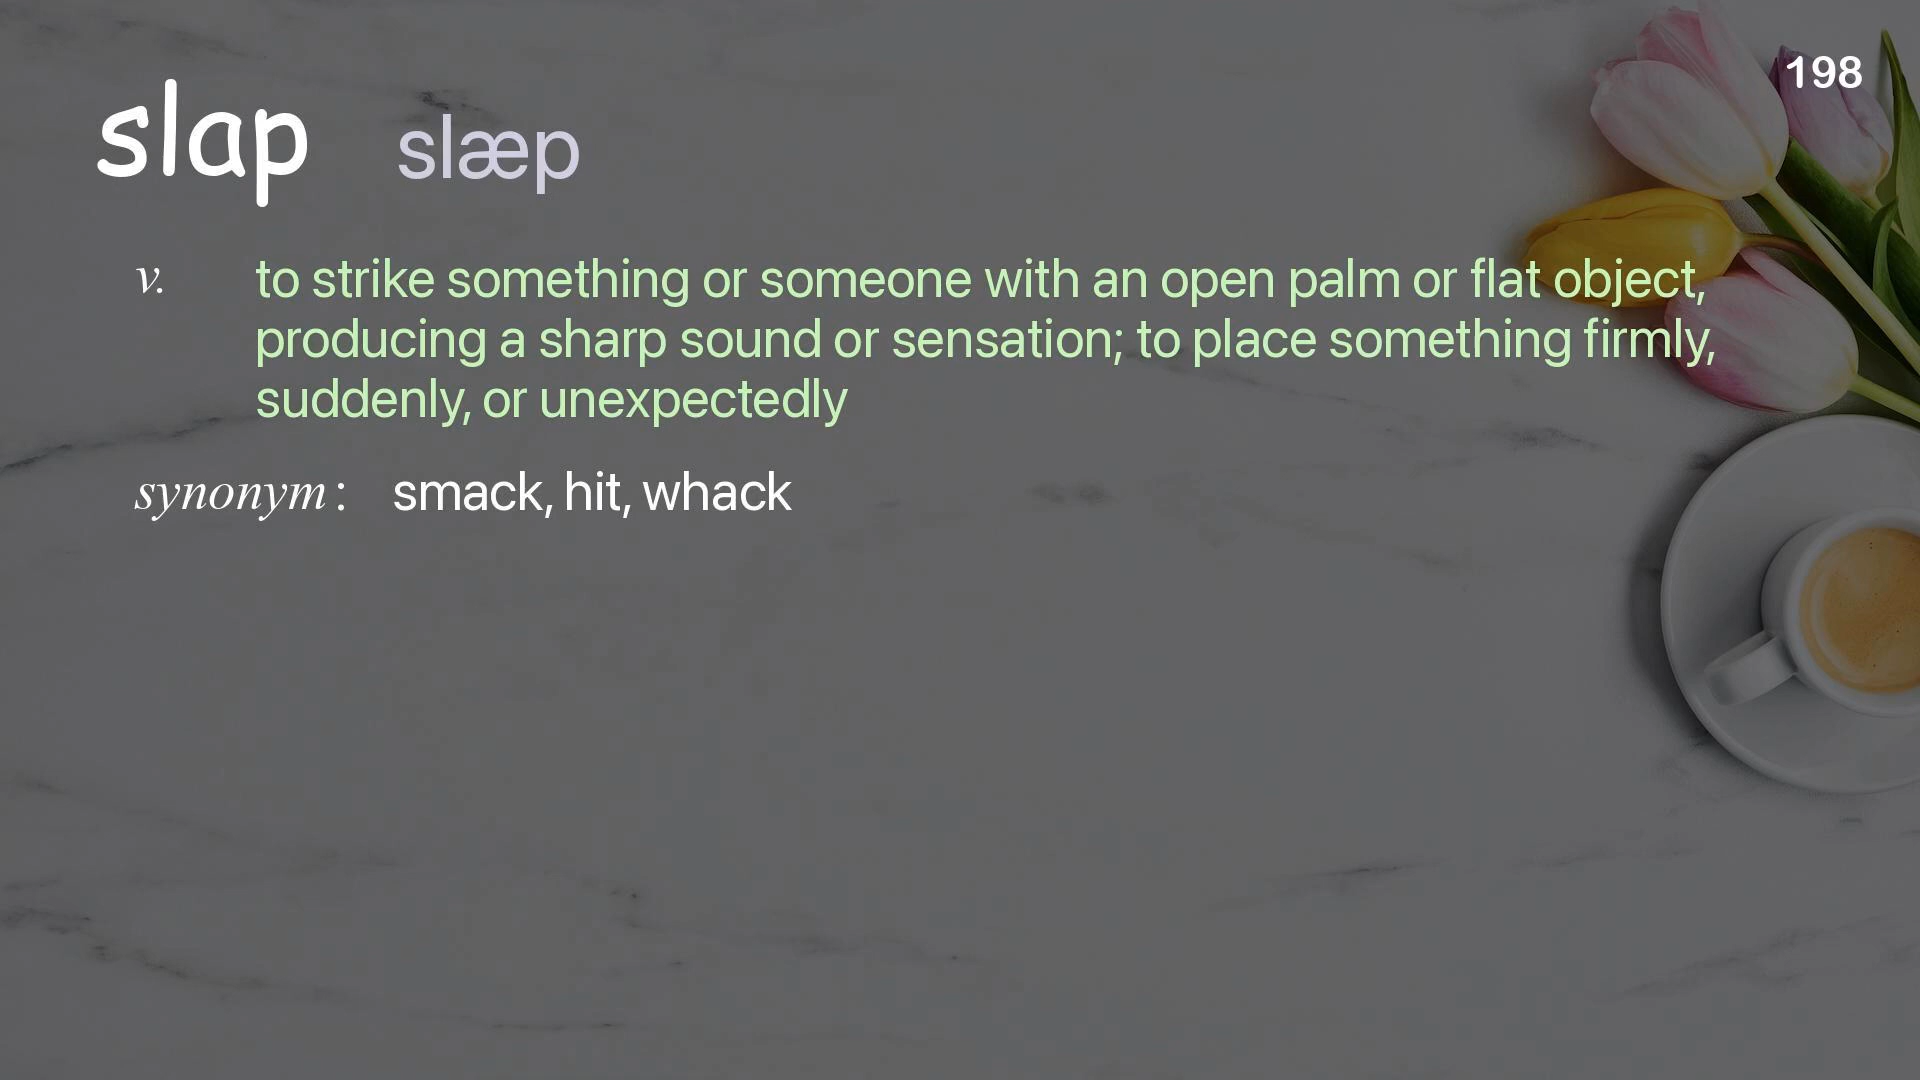 198
slap slæp
v. to strike something or someone with an open palm or flat object,
producing a sharp sound or sensation; to place something firmly,
suddenly, or unexpectedly
synonym : smack, hit, whack